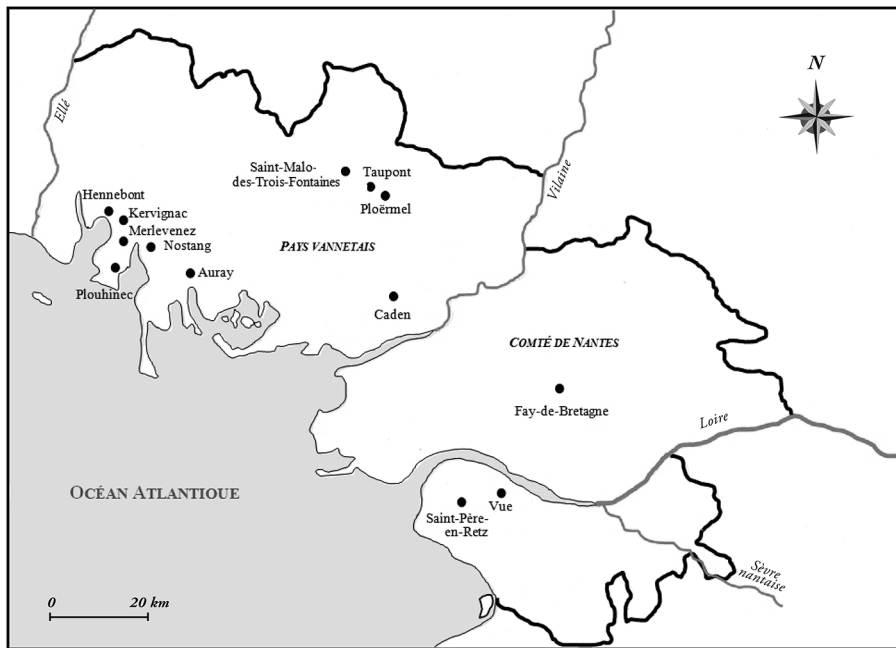 N
Ellé
Vilaine
Saint-Malo-
des-Trois-Fontaines
Taupont
Ploërmel
Hennebont
Kervignac
Merlevenez
Nostang
PAYS VANNETAIS
Auray
Plouhinec
Caden
COMTÉ DE NANTES
Fay-de-Bretagne
Loire
OCÉAN ATLANTIQUE
Vue
Saint-Père-
en-Retz
Sèvre
nantaise
0 20 km